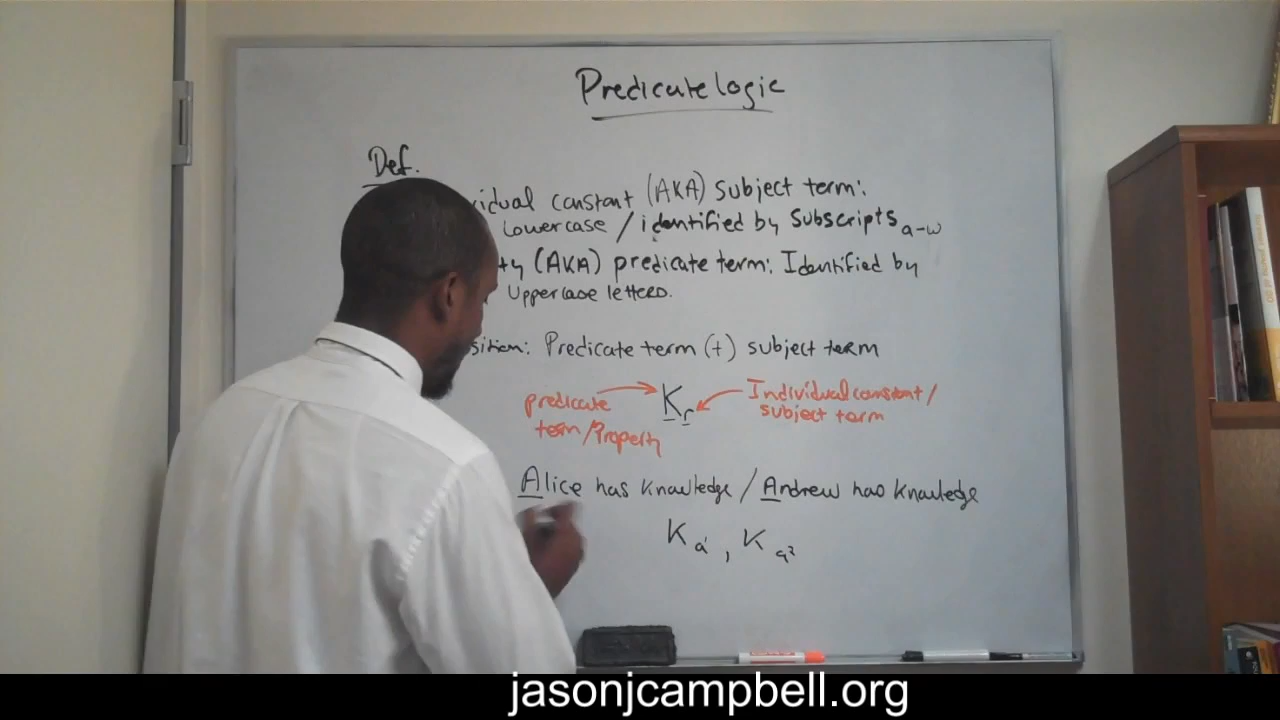 Predicate logic
Def.
vidual constant (AKA) subject term:
Lowercase / identified by Subscripts a-w
ty (AKA) predicate term: Identified by
Uppercase letters.
sition: Predicate term (+) subject term
predicate term/Property
K r
Individual constant/ subject term
Alice has knowledge / Andrew has knowledge
K a¹, K a²
jasonjcampbell.org